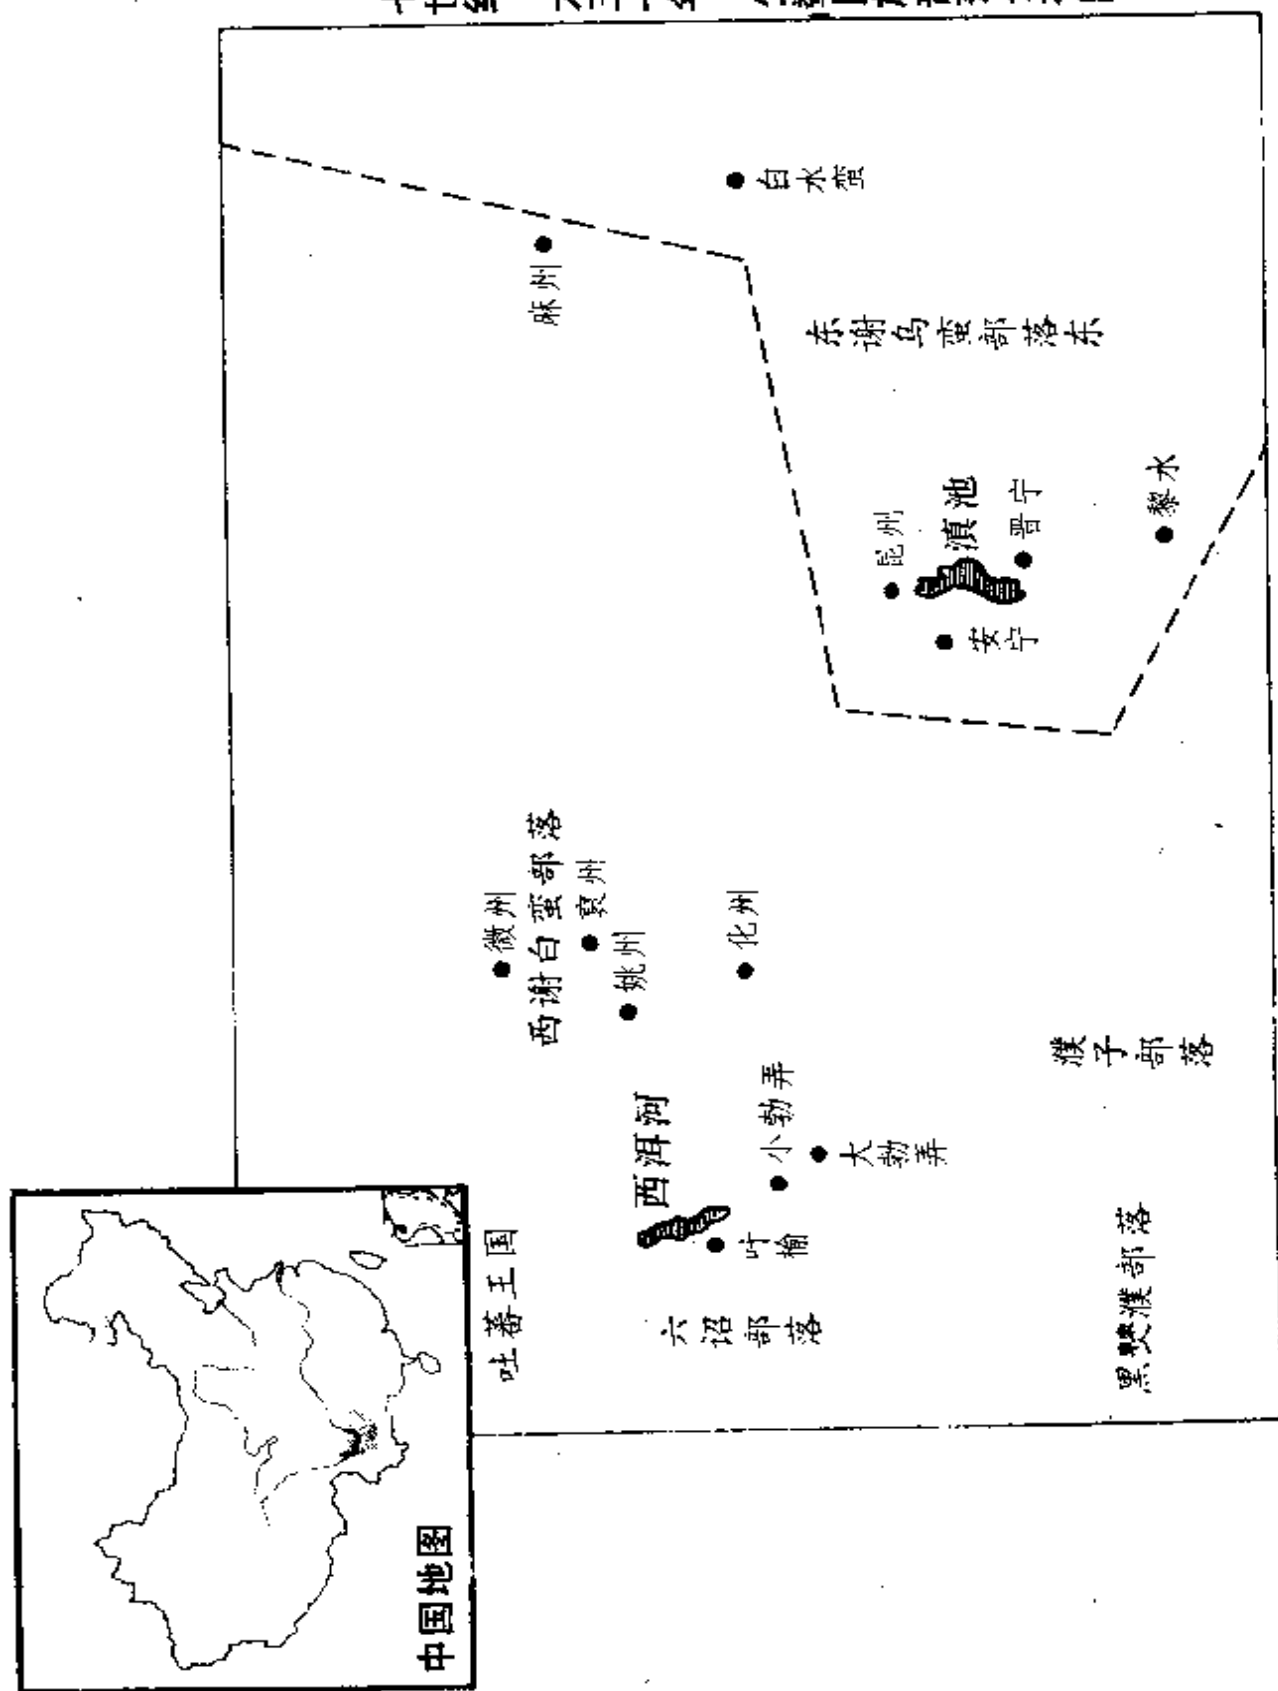 中国地图
吐蕃王国
六诏部落
西洱河
叶榆
小勃弄
大勃弄
黑僰濮部落
濮子部落
微州
西谢白蛮部落
裒州
姚州
化州
麻州
白水蛮
东谢乌蛮部落东
昆州
滇池
晋宁
安宁
黎水